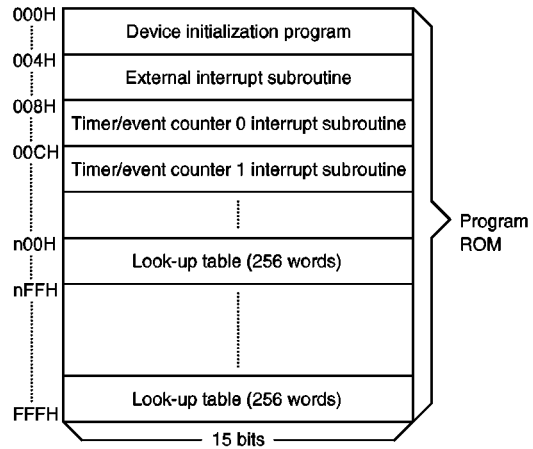 000H
Device initialization program
004H
External interrupt subroutine
008H
Timer/event counter 0 interrupt subroutine
00CH
Timer/event counter 1 interrupt subroutine
Program
ROM
n00H
Look-up table (256 words)
nFFH
Look-up table (256 words)
FFFH
15 bits